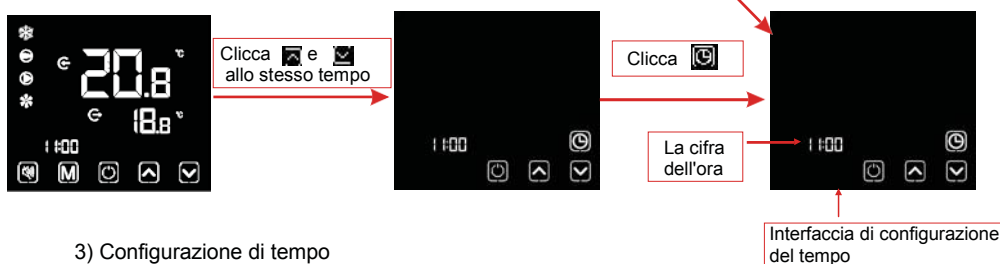 20.8 °C
18.8 °C
11:00
M
Clicca e
allo stesso tempo
11:00
Clicca
La cifra
dell'ora
11:00
Interfaccia di configurazione
del tempo
3) Configurazione di tempo